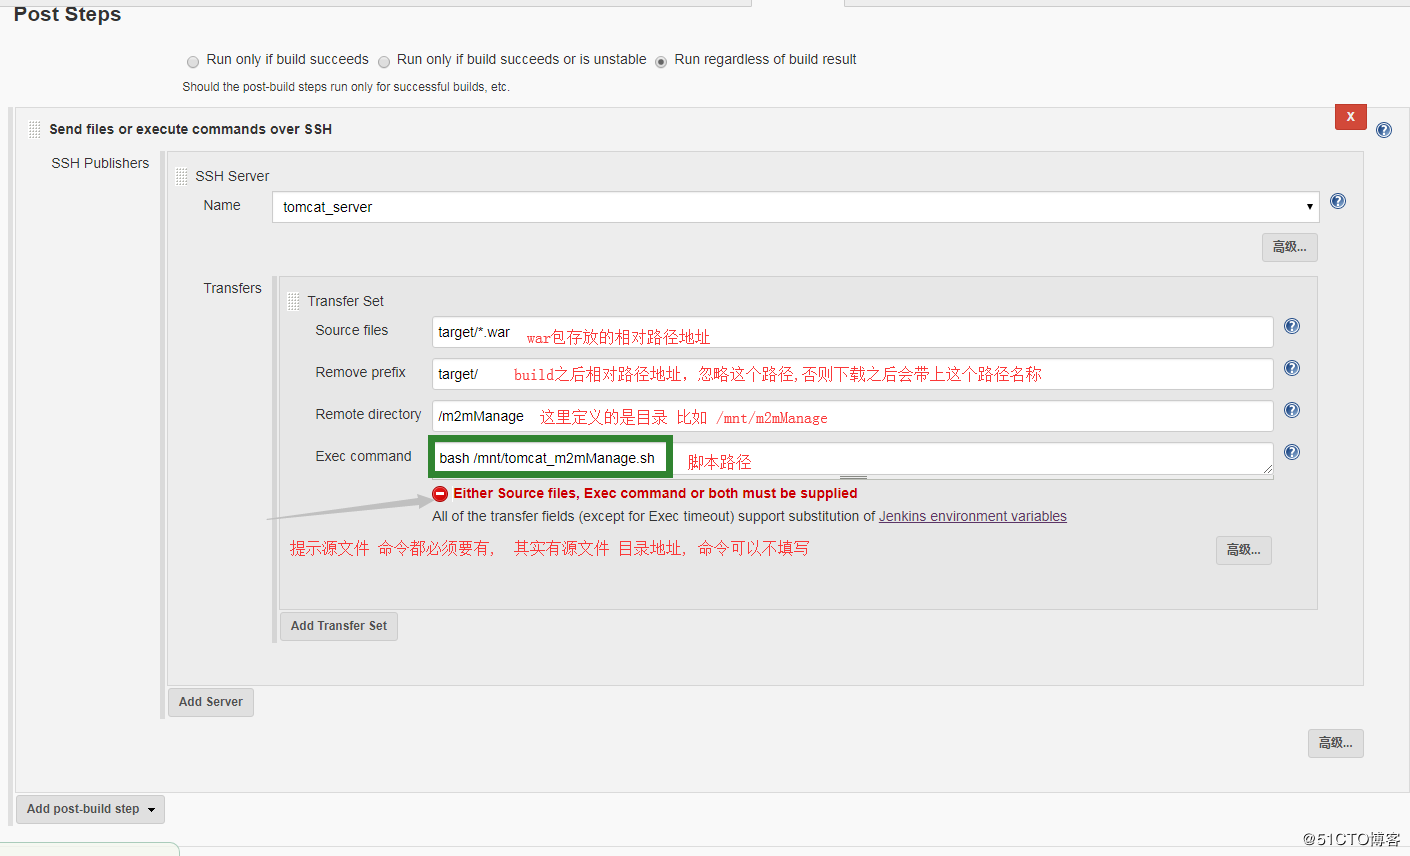 Post Steps
Run only if build succeeds Run only if build succeeds or is unstable Run regardless of build result
Should the post-build steps run only for successful builds, etc.
X
Send files or execute commands over SSH
SSH Publishers
SSH Server
Name tomcat_server
高级...
Transfers
Transfer Set
Source files target/*.war war包存放的相对路径地址
Remove prefix target/ build之后相对路径地址，忽略这个路径,否则下载之后会带上这个路径名称
Remote directory /m2mManage 这里定义的是目录 比如 /mnt/m2mManage
Exec command bash /mnt/tomcat_m2mManage.sh 脚本路径
Either Source files, Exec command or both must be supplied
All of the transfer fields (except for Exec timeout) support substitution of Jenkins environment variables
提示源文件 命令都必须要有， 其实有源文件 目录地址，命令可以不填写
高级...
Add Transfer Set
Add Server
高级...
Add post-build step
@51CTO博客